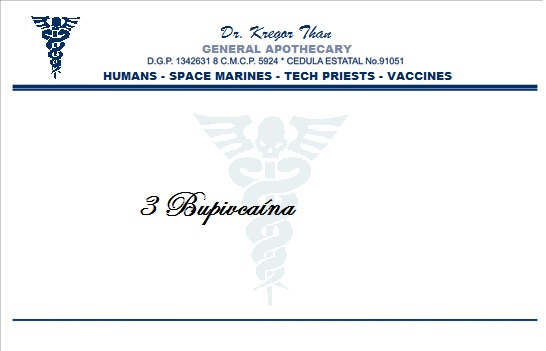 Dr. Kregor Than
GENERAL APOTHECARY
D.G.P. 1342631 8 C.M.C.P. 5924 * CEDULA ESTATAL No.91051
HUMANS - SPACE MARINES - TECH PRIESTS - VACCINES
3 Bupivcaína